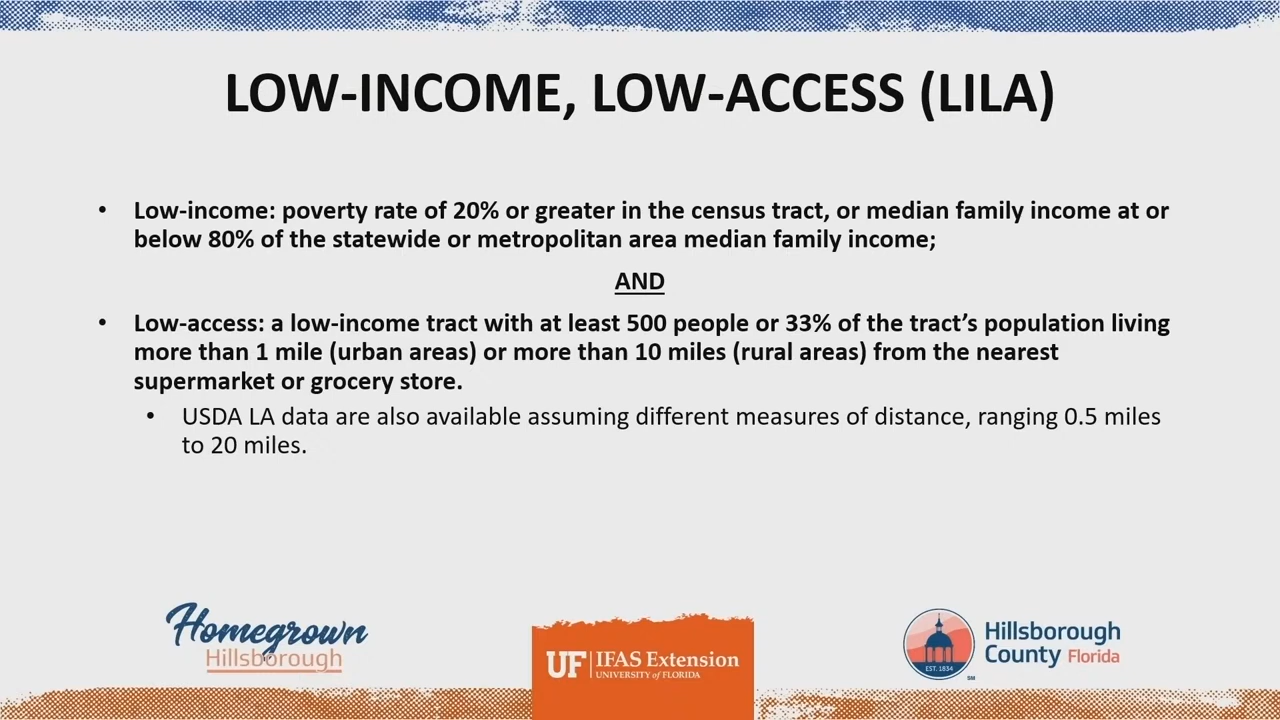 LOW-INCOME, LOW-ACCESS (LILA)
• Low-income: poverty rate of 20% or greater in the census tract, or median family income at or
below 80% of the statewide or metropolitan area median family income;
AND
• Low-access: a low-income tract with at least 500 people or 33% of the tract’s population living
more than 1 mile (urban areas) or more than 10 miles (rural areas) from the nearest
supermarket or grocery store.
• USDA LA data are also available assuming different measures of distance, ranging 0.5 miles
to 20 miles.
Homegrown
Hillsborough
UF | IFAS Extension
UNIVERSITY of FLORIDA
EST. 1834
Hillsborough
County Florida
SM